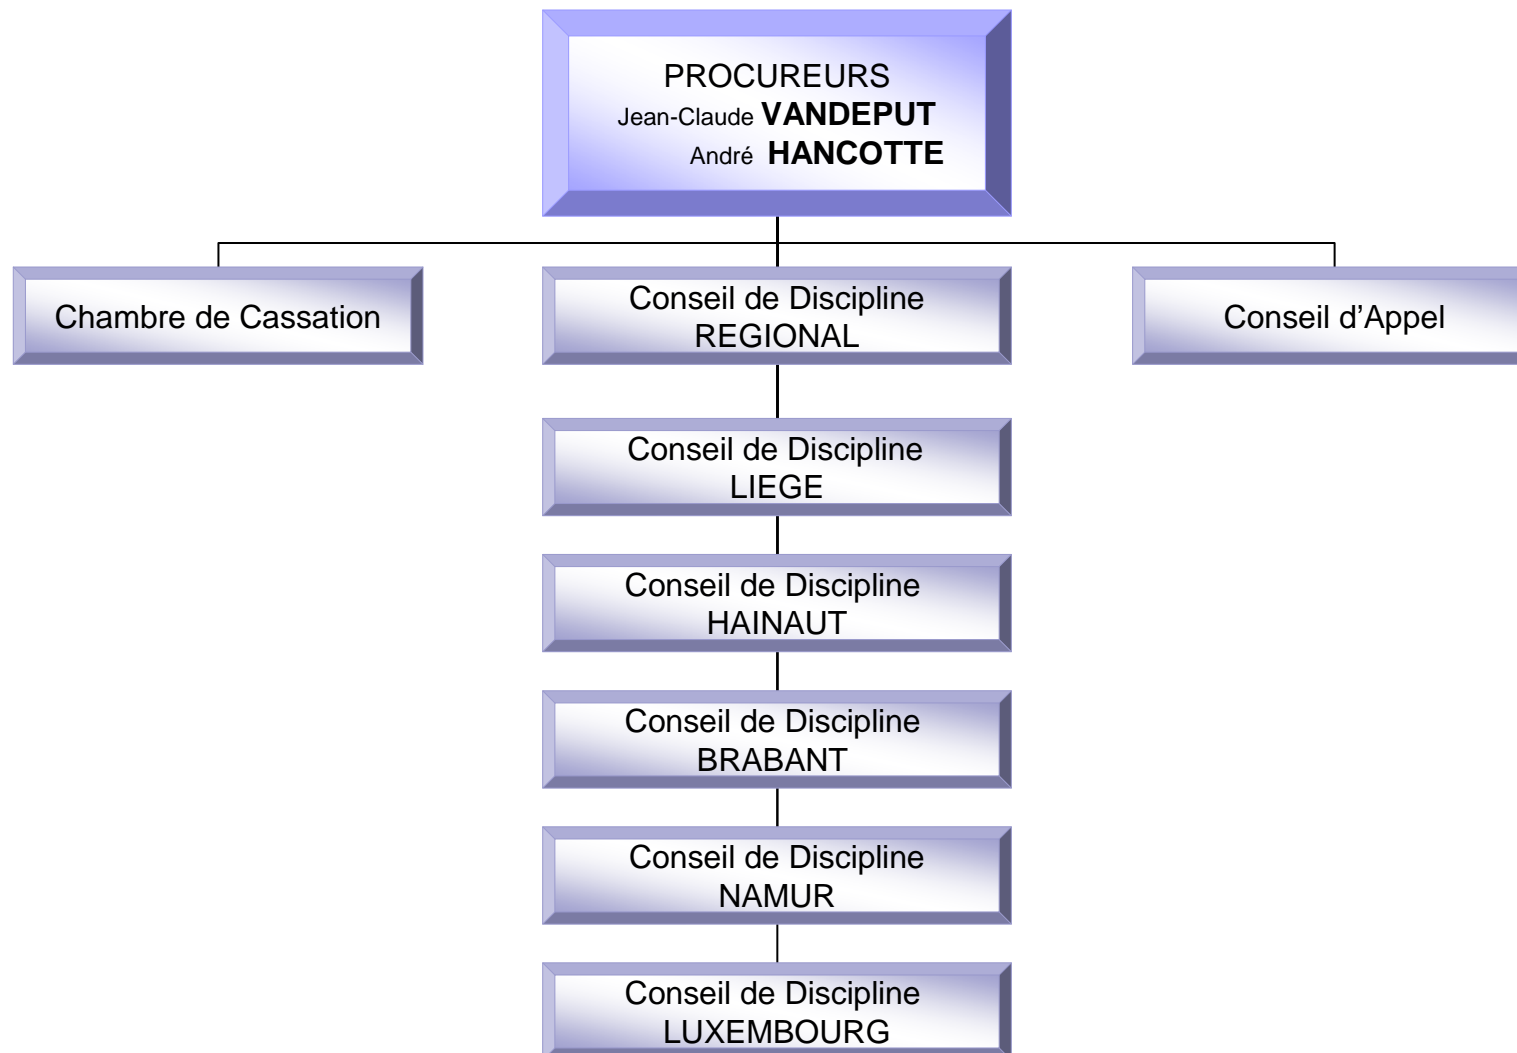 PROCUREURS
Jean-Claude VANDEPUT
André HANCOTTE
Chambre de Cassation
Conseil de Discipline
REGIONAL
Conseil d’Appel
Conseil de Discipline
LIEGE
Conseil de Discipline
HAINAUT
Conseil de Discipline
BRABANT
Conseil de Discipline
NAMUR
Conseil de Discipline
LUXEMBOURG